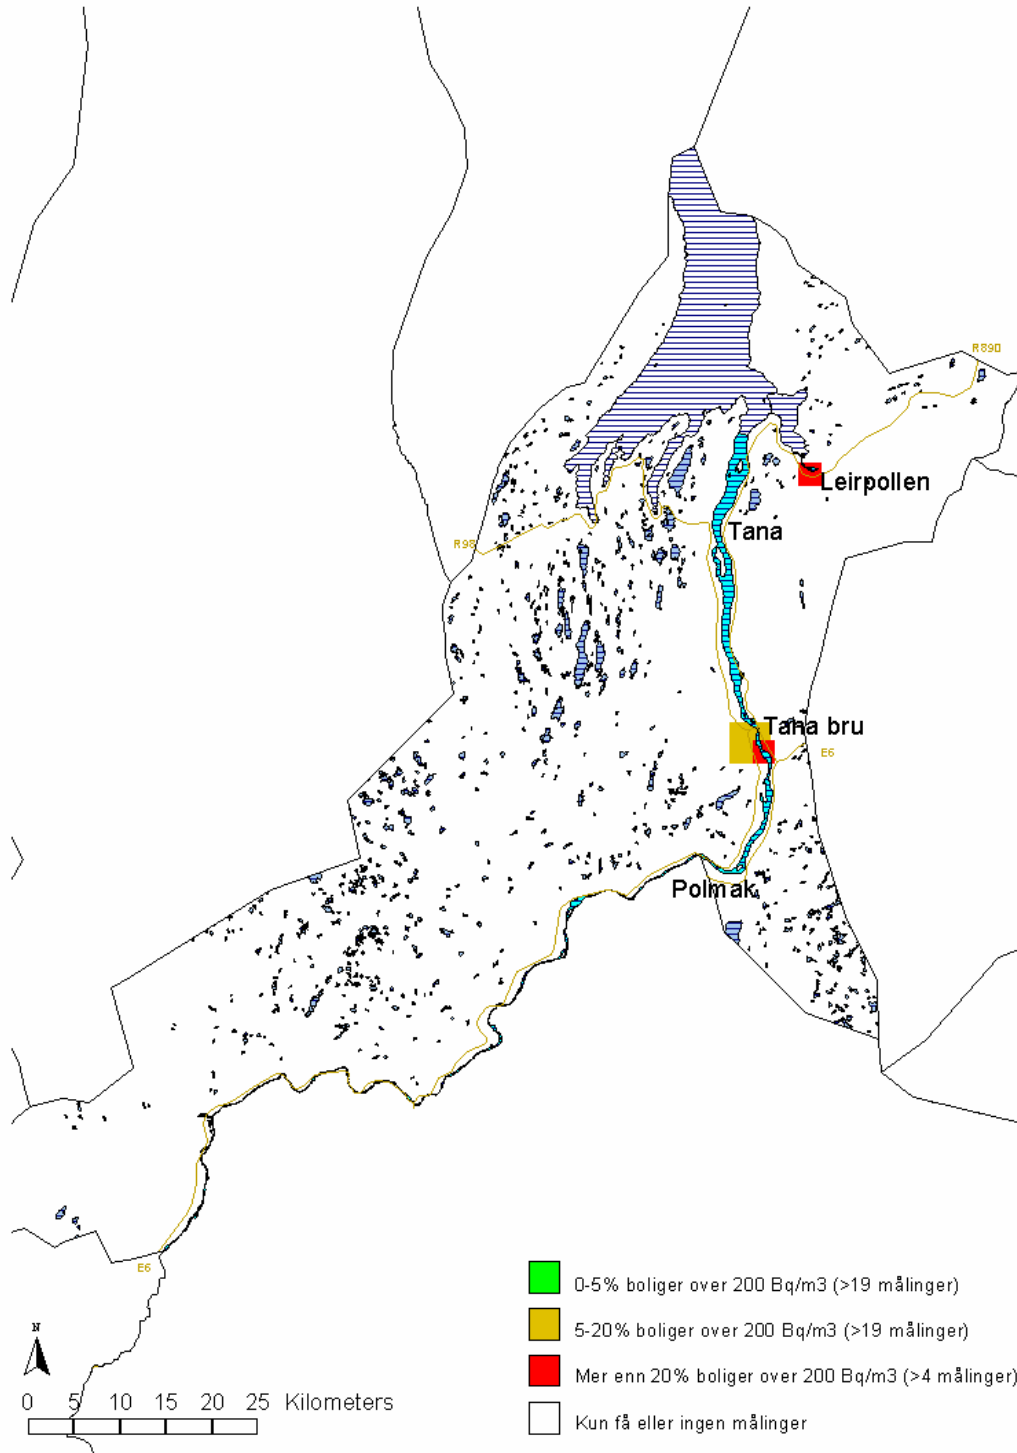 R890
Leirpollen
Tana
R98
Tana bru
E6
Polmak
E6
0-5% boliger over 200 Bq/m3 (>19 målinger)
5-20% boliger over 200 Bq/m3 (>19 målinger)
Mer enn 20% boliger over 200 Bq/m3 (>4 målinger)
Kun få eller ingen målinger
N
0 5 10 15 20 25 Kilometers